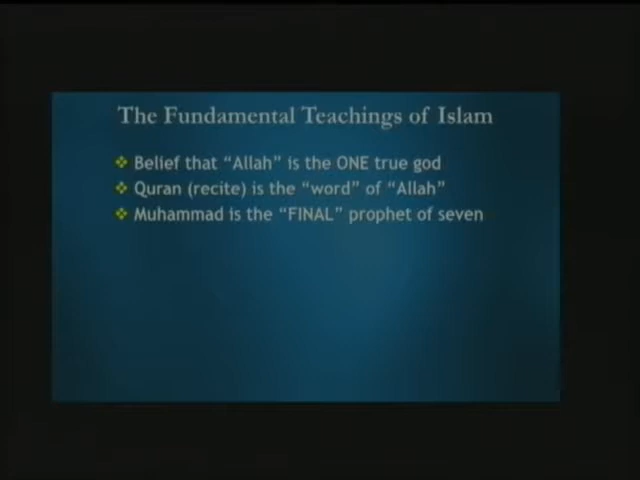 The Fundamental Teachings of Islam
Belief that “Allah” is the ONE true god
Quran (recite) is the “word” of “Allah”
Muhammad is the “FINAL” prophet of seven